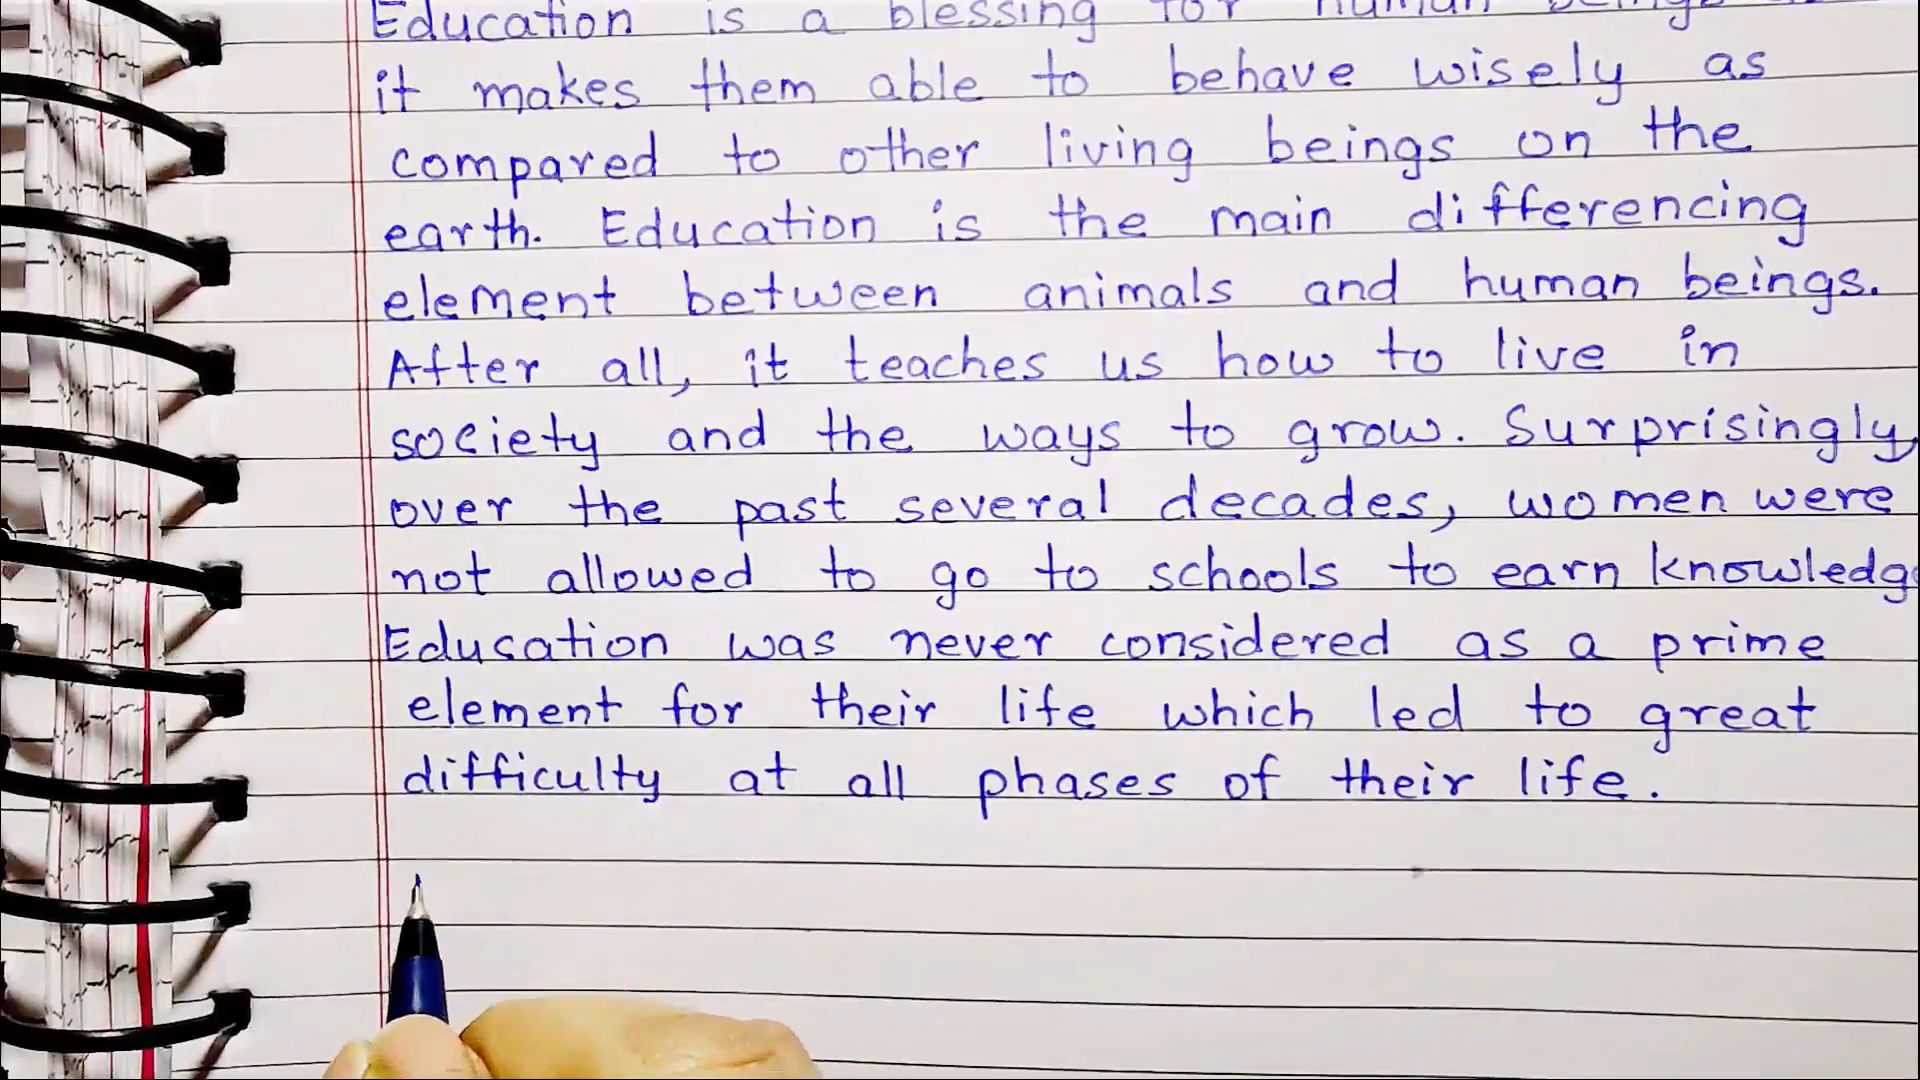 Education is a blessing for human beings
it makes them able to behave wisely as
compared to other living beings on the
earth. Education is the main differencing
element between animals and human beings.
After all, it teaches us how to live in
society and the ways to grow. Surprisingly,
over the past several decades, women were
not allowed to go to schools to earn knowledg
Education was never considered as a prime
element for their life which led to great
difficulty at all phases of their life.